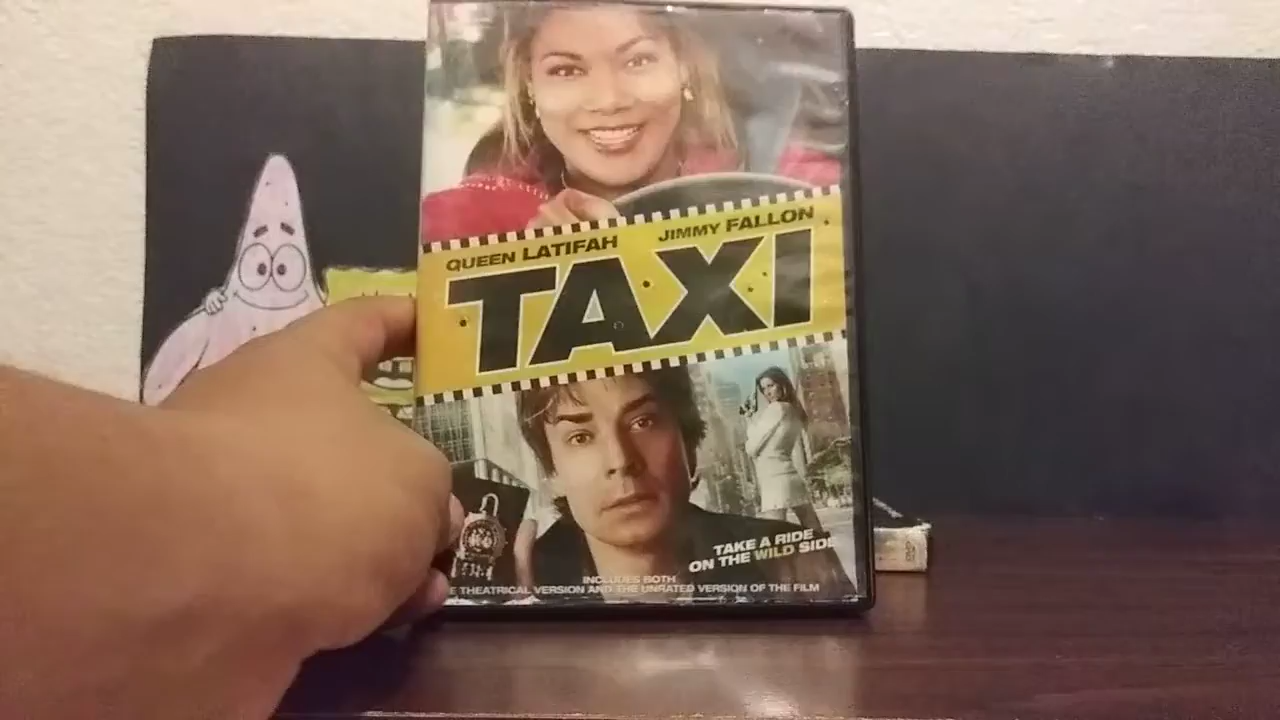 QUEEN LATIFAH JIMMY FALLON
TAXI
TAKE A RIDE
ON THE WILD SIDE
INCLUDES BOTH
E THEATRICAL VERSION AND THE UNRATED VERSION OF THE FILM